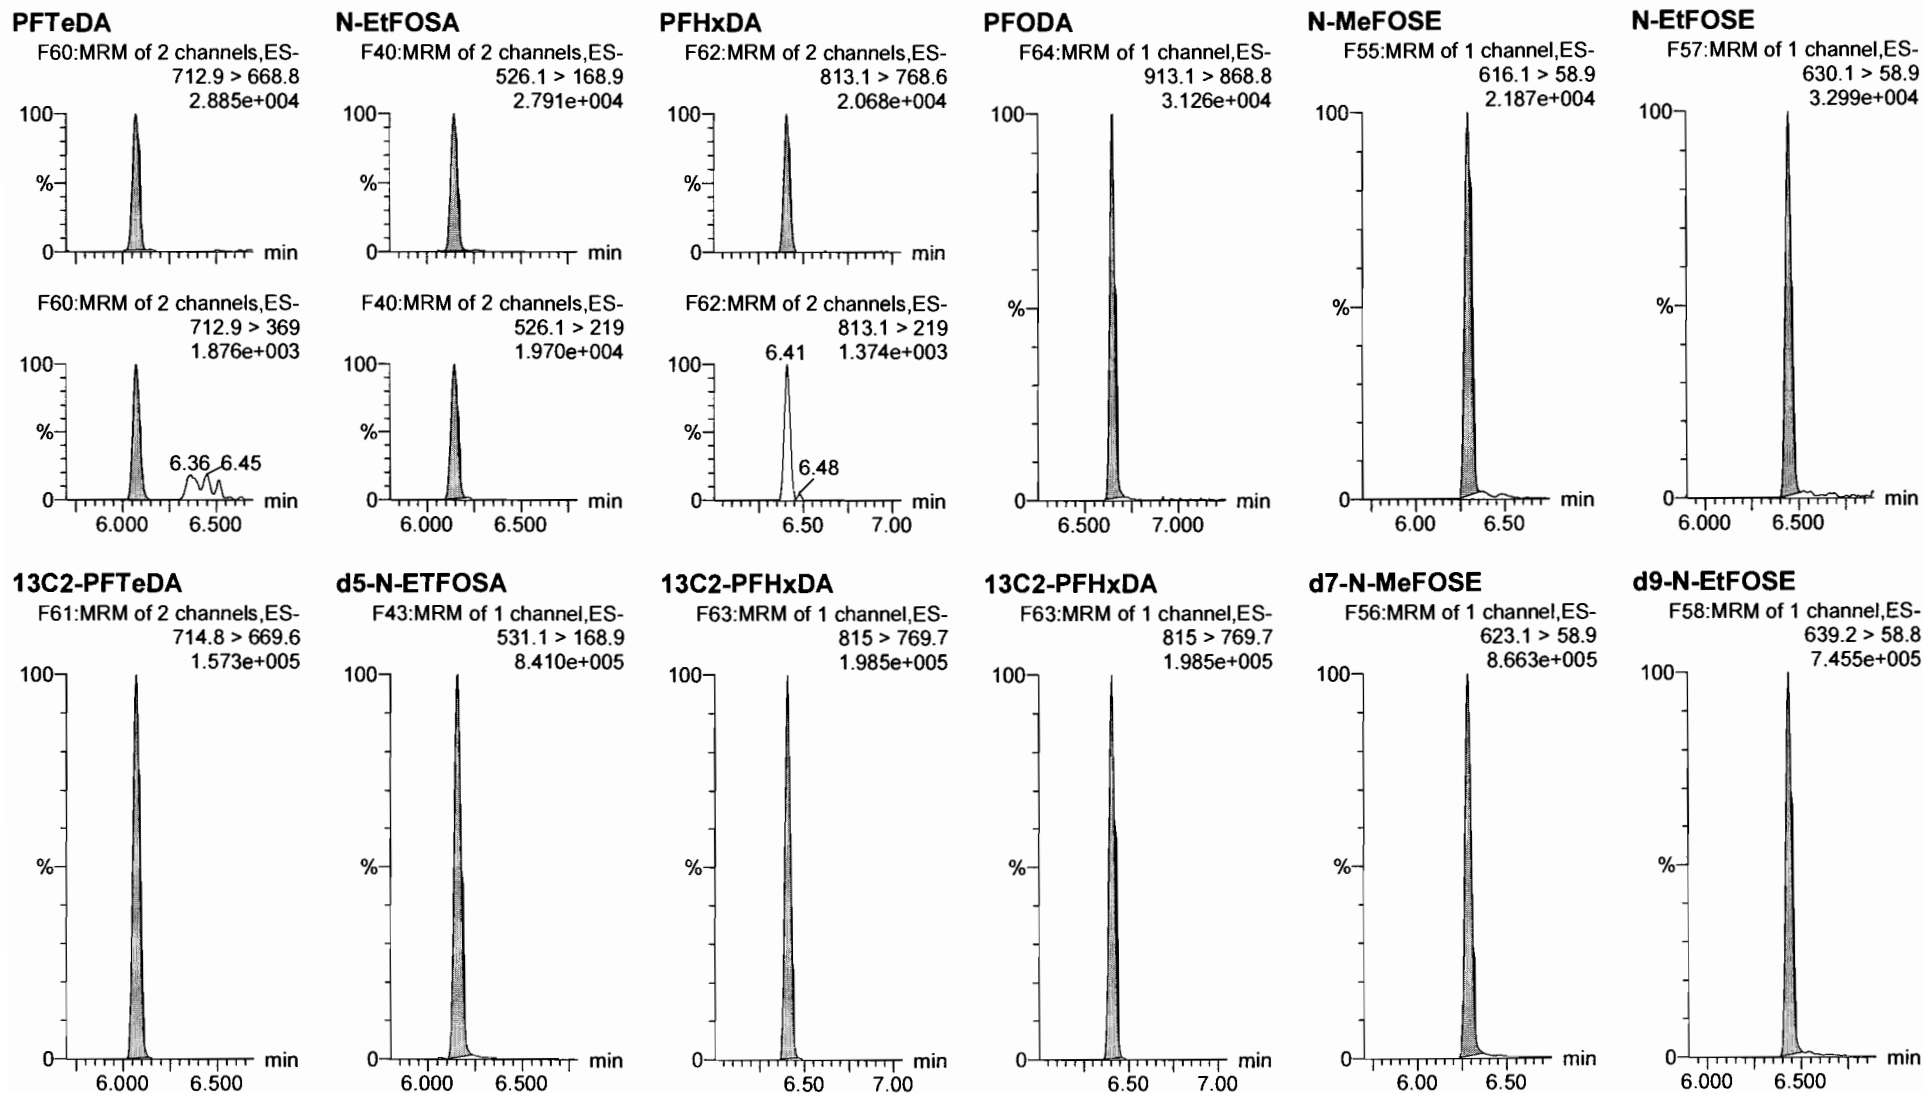 PFTeDA
F60:MRM of 2 channels,ES-
712.9 > 668.8
2.885e+004
100
%
0
min
F60:MRM of 2 channels,ES-
712.9 > 369
1.876e+003
100
%
6.36
6.45
0
min
6.000
6.500
N-EtFOSA
F40:MRM of 2 channels,ES-
526.1 > 168.9
2.791e+004
100
%
0
min
F40:MRM of 2 channels,ES-
526.1 > 219
1.970e+004
100
%
0
min
6.000
6.500
PFHxDA
F62:MRM of 2 channels,ES-
813.1 > 768.6
2.068e+004
100
%
0
min
F62:MRM of 2 channels,ES-
813.1 > 219
1.374e+003
100
6.41
%
6.48
0
min
6.50
7.00
PFODA
F64:MRM of 1 channel,ES-
913.1 > 868.8
3.126e+004
100
%
0
min
6.500
7.000
N-MeFOSE
F55:MRM of 1 channel,ES-
616.1 > 58.9
2.187e+004
100
%
0
min
6.00
6.50
N-EtFOSE
F57:MRM of 1 channel,ES-
630.1 > 58.9
3.299e+004
100
%
0
min
6.000
6.500
13C2-PFTeDA
F61:MRM of 2 channels,ES-
714.8 > 669.6
1.573e+005
100
%
0
min
6.000
6.500
d5-N-ETFOSA
F43:MRM of 1 channel,ES-
531.1 > 168.9
8.410e+005
100
%
0
min
6.000
6.500
13C2-PFHxDA
F63:MRM of 1 channel,ES-
815 > 769.7
1.985e+005
100
%
0
min
6.50
7.00
13C2-PFHxDA
F63:MRM of 1 channel,ES-
815 > 769.7
1.985e+005
100
%
0
min
6.50
7.00
d7-N-MeFOSE
F56:MRM of 1 channel,ES-
623.1 > 58.9
8.663e+005
100
%
0
min
6.00
6.50
d9-N-EtFOSE
F58:MRM of 1 channel,ES-
639.2 > 58.8
7.455e+005
100
%
0
min
6.000
6.500